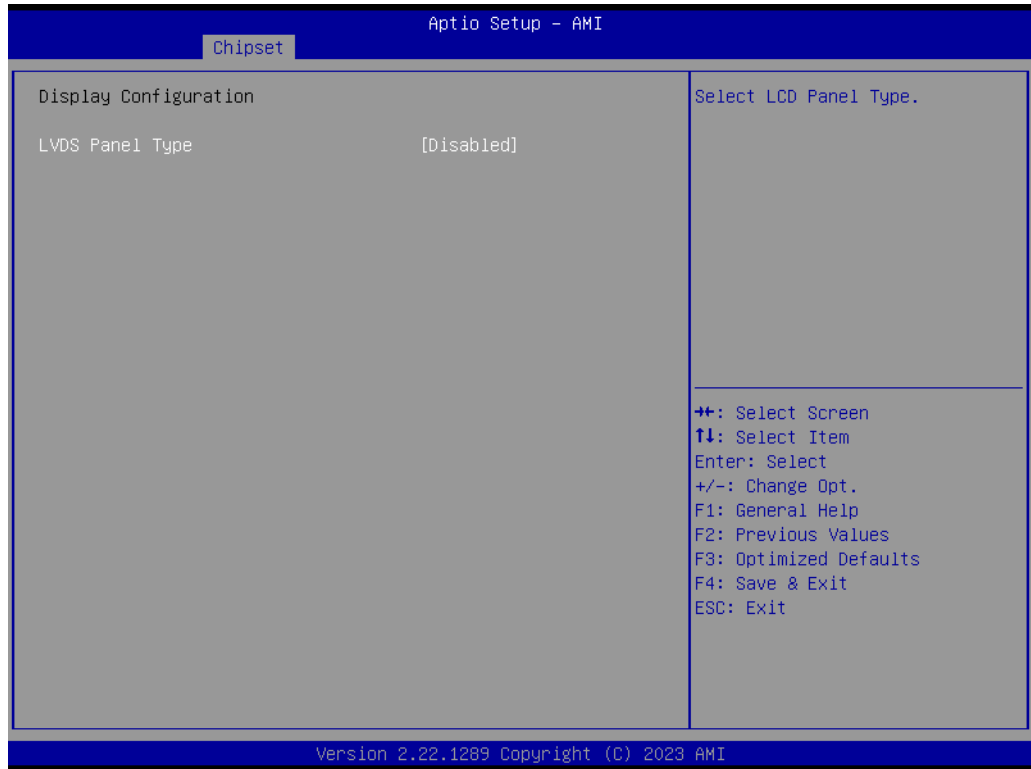 Aptio Setup – AMI
Chipset
Display Configuration
LVDS Panel Type [Disabled]
Select LCD Panel Type.
→←: Select Screen
↑↓: Select Item
Enter: Select
+/-: Change Opt.
F1: General Help
F2: Previous Values
F3: Optimized Defaults
F4: Save & Exit
ESC: Exit
Version 2.22.1289 Copyright (C) 2023 AMI